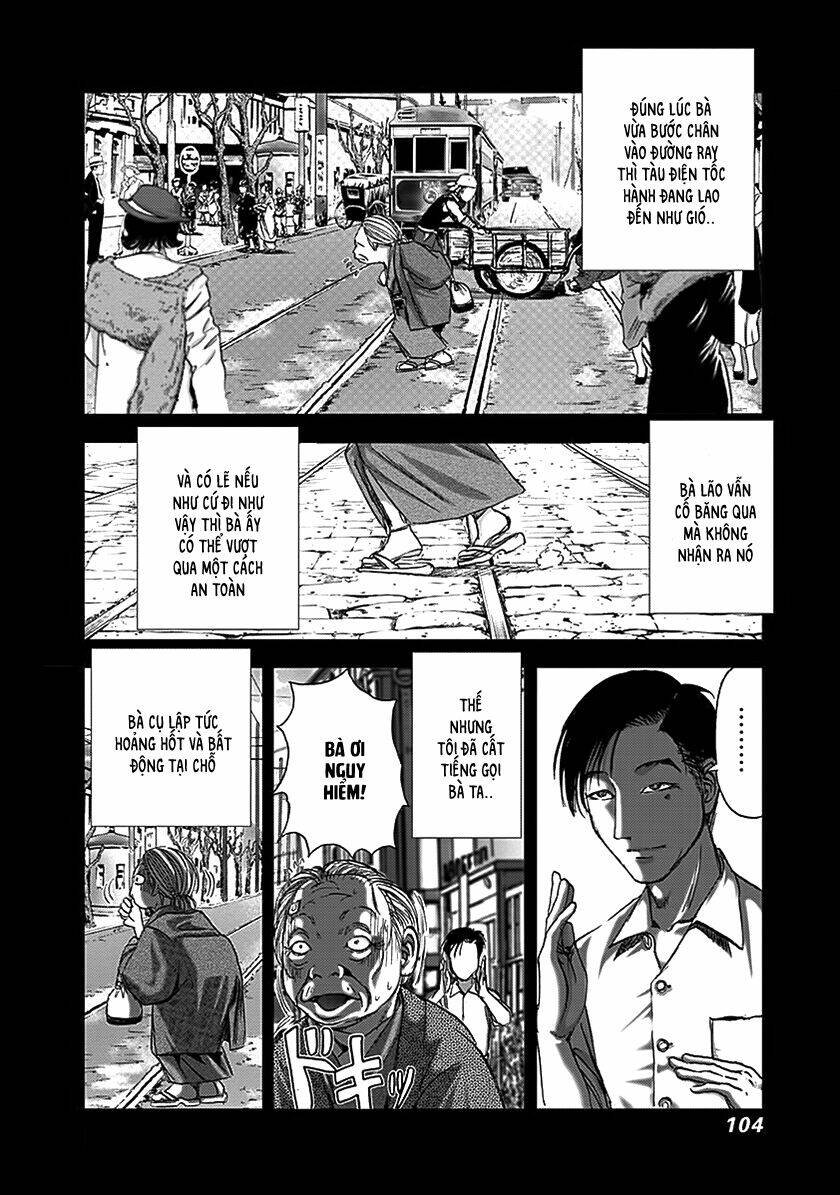 ĐÚNG LÚC BÀ
VỪA BƯỚC CHÂN
VÀO ĐƯỜNG RAY
THÌ TÀU ĐIỆN TỐC
HÀNH ĐANG LAO
ĐẾN NHƯ GIÓ..
BÀ LÃO VẪN
CỐ BĂNG QUA
MÀ KHÔNG
NHẬN RA NÓ
VÀ CÓ LẼ NẾU
NHƯ CỨ ĐI NHƯ
VẬY THÌ BÀ ẤY
CÓ THỂ VƯỢT
QUA MỘT CÁCH
AN TOÀN
........
THẾ
NHƯNG
TÔI ĐÃ CẤT
TIẾNG GỌI
BÀ TA..
BÀ ƠI
NGUY
HIỂM!
ドキッ
BÀ CỤ LẬP TỨC
HOẢNG HỐT VÀ BẤT
ĐỘNG TẠI CHỖ
104